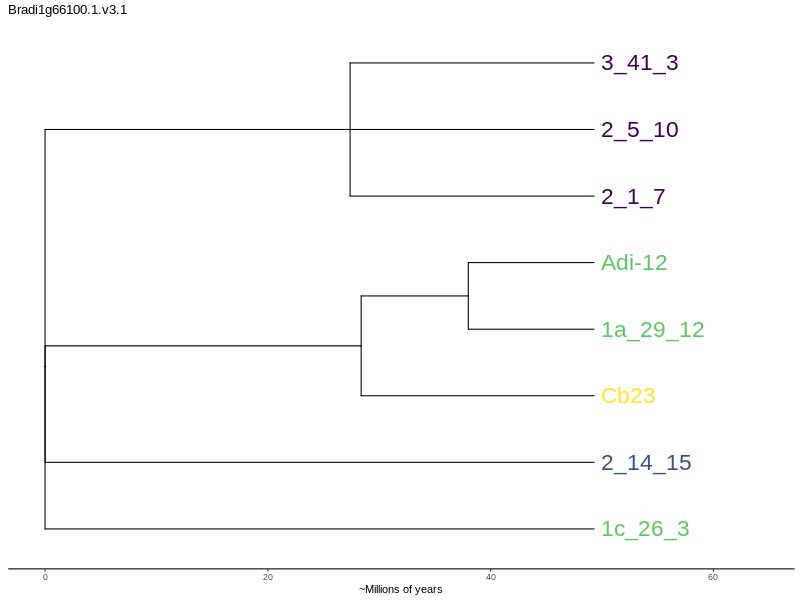 Bradi1g66100.1.v3.1
3_41_3
2_5_10
2_1_7
Adi-12
1a_29_12
Cb23
2_14_15
1c_26_3
0 20 40 60
~Millions of years